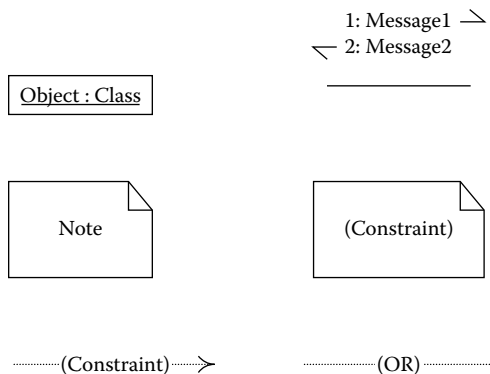 1: Message1
2: Message2
Object : Class
Note
(Constraint)
(Constraint)
(OR)